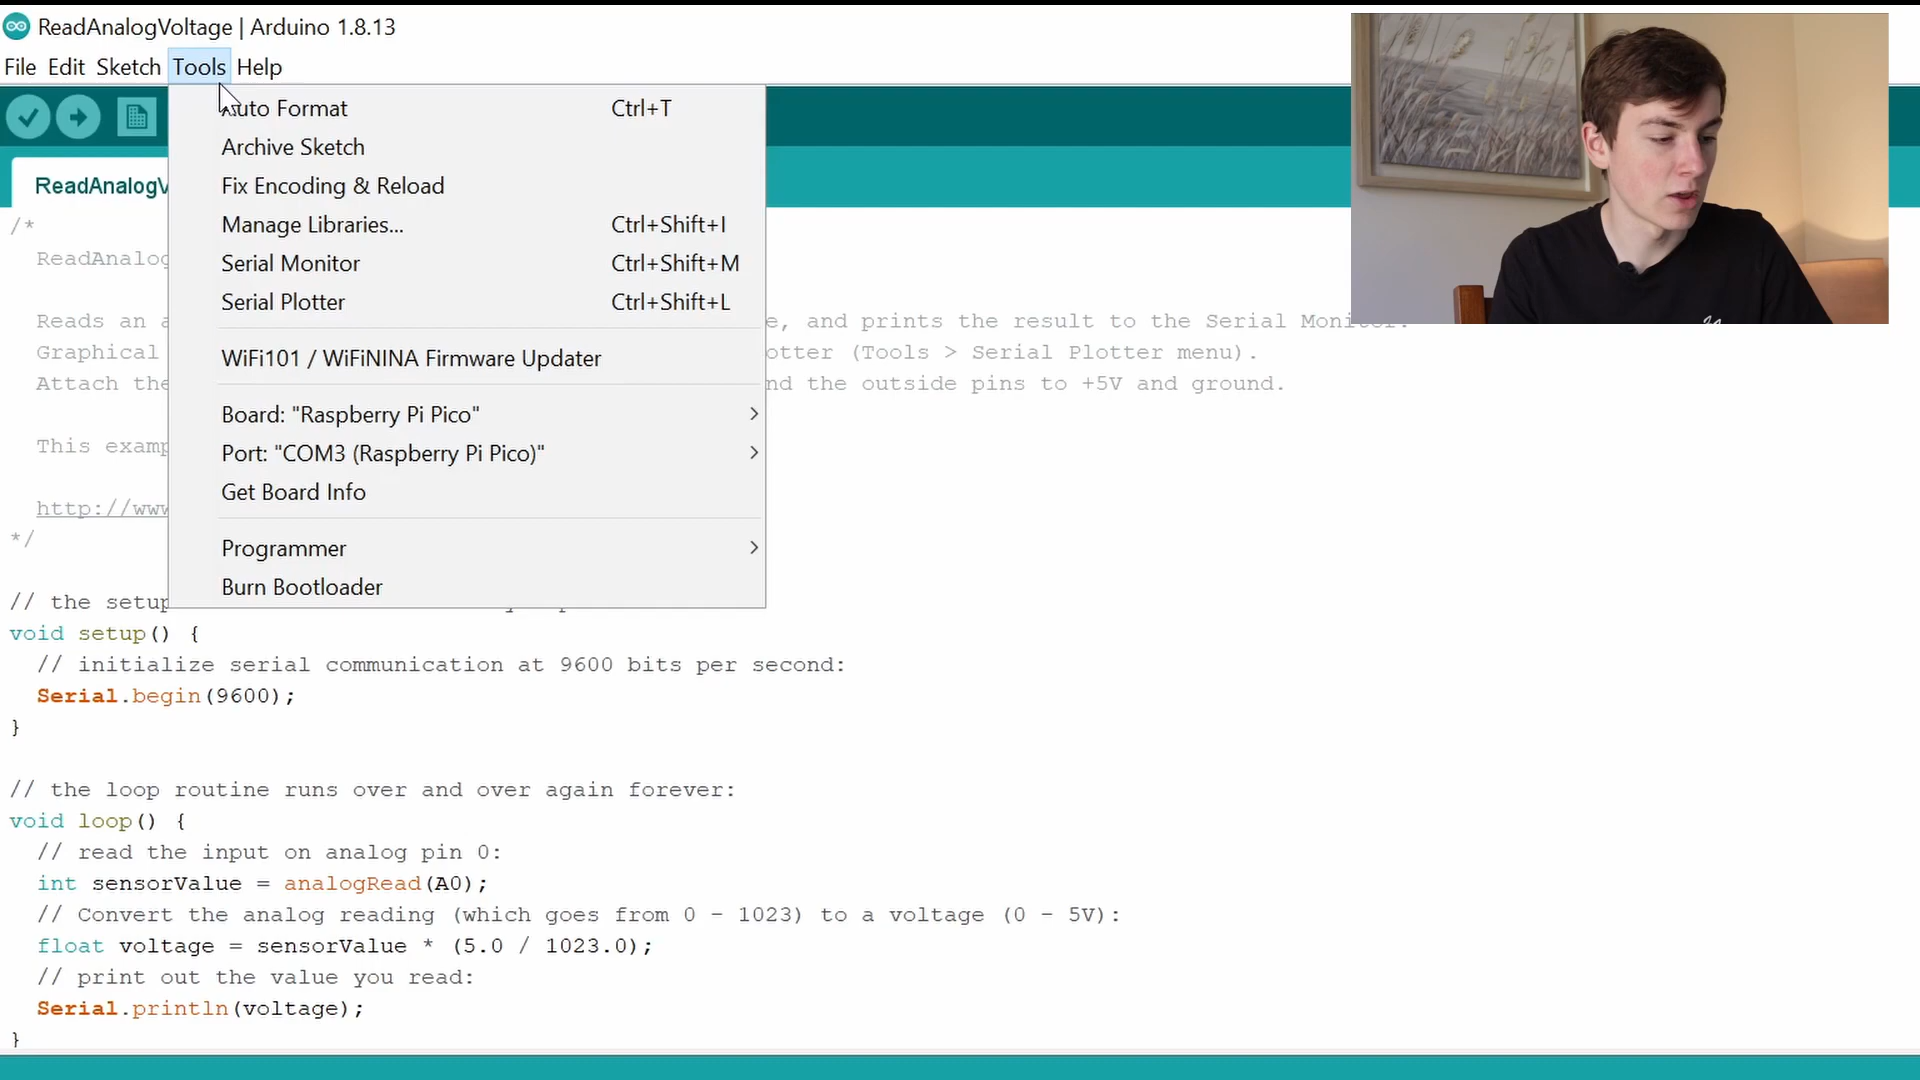 ReadAnalogVoltage | Arduino 1.8.13
File Edit Sketch Tools Help
Auto Format Ctrl+T
Archive Sketch
Fix Encoding & Reload
Manage Libraries... Ctrl+Shift+I
Serial Monitor Ctrl+Shift+M
Serial Plotter Ctrl+Shift+L
WiFi101 / WiFiNINA Firmware Updater
Board: "Raspberry Pi Pico"
Port: "COM3 (Raspberry Pi Pico)"
Get Board Info
Programmer
Burn Bootloader
ReadAnalogV
/*
ReadAnalog
Reads an a e, and prints the result to the Serial Monitor.
Graphical otter (Tools > Serial Plotter menu).
Attach the nd the outside pins to +5V and ground.
This examp
http://www
*/
// the setup
void setup() {
// initialize serial communication at 9600 bits per second:
Serial.begin(9600);
}
// the loop routine runs over and over again forever:
void loop() {
// read the input on analog pin 0:
int sensorValue = analogRead(A0);
// Convert the analog reading (which goes from 0 - 1023) to a voltage (0 - 5V):
float voltage = sensorValue * (5.0 / 1023.0);
// print out the value you read:
Serial.println(voltage);
}